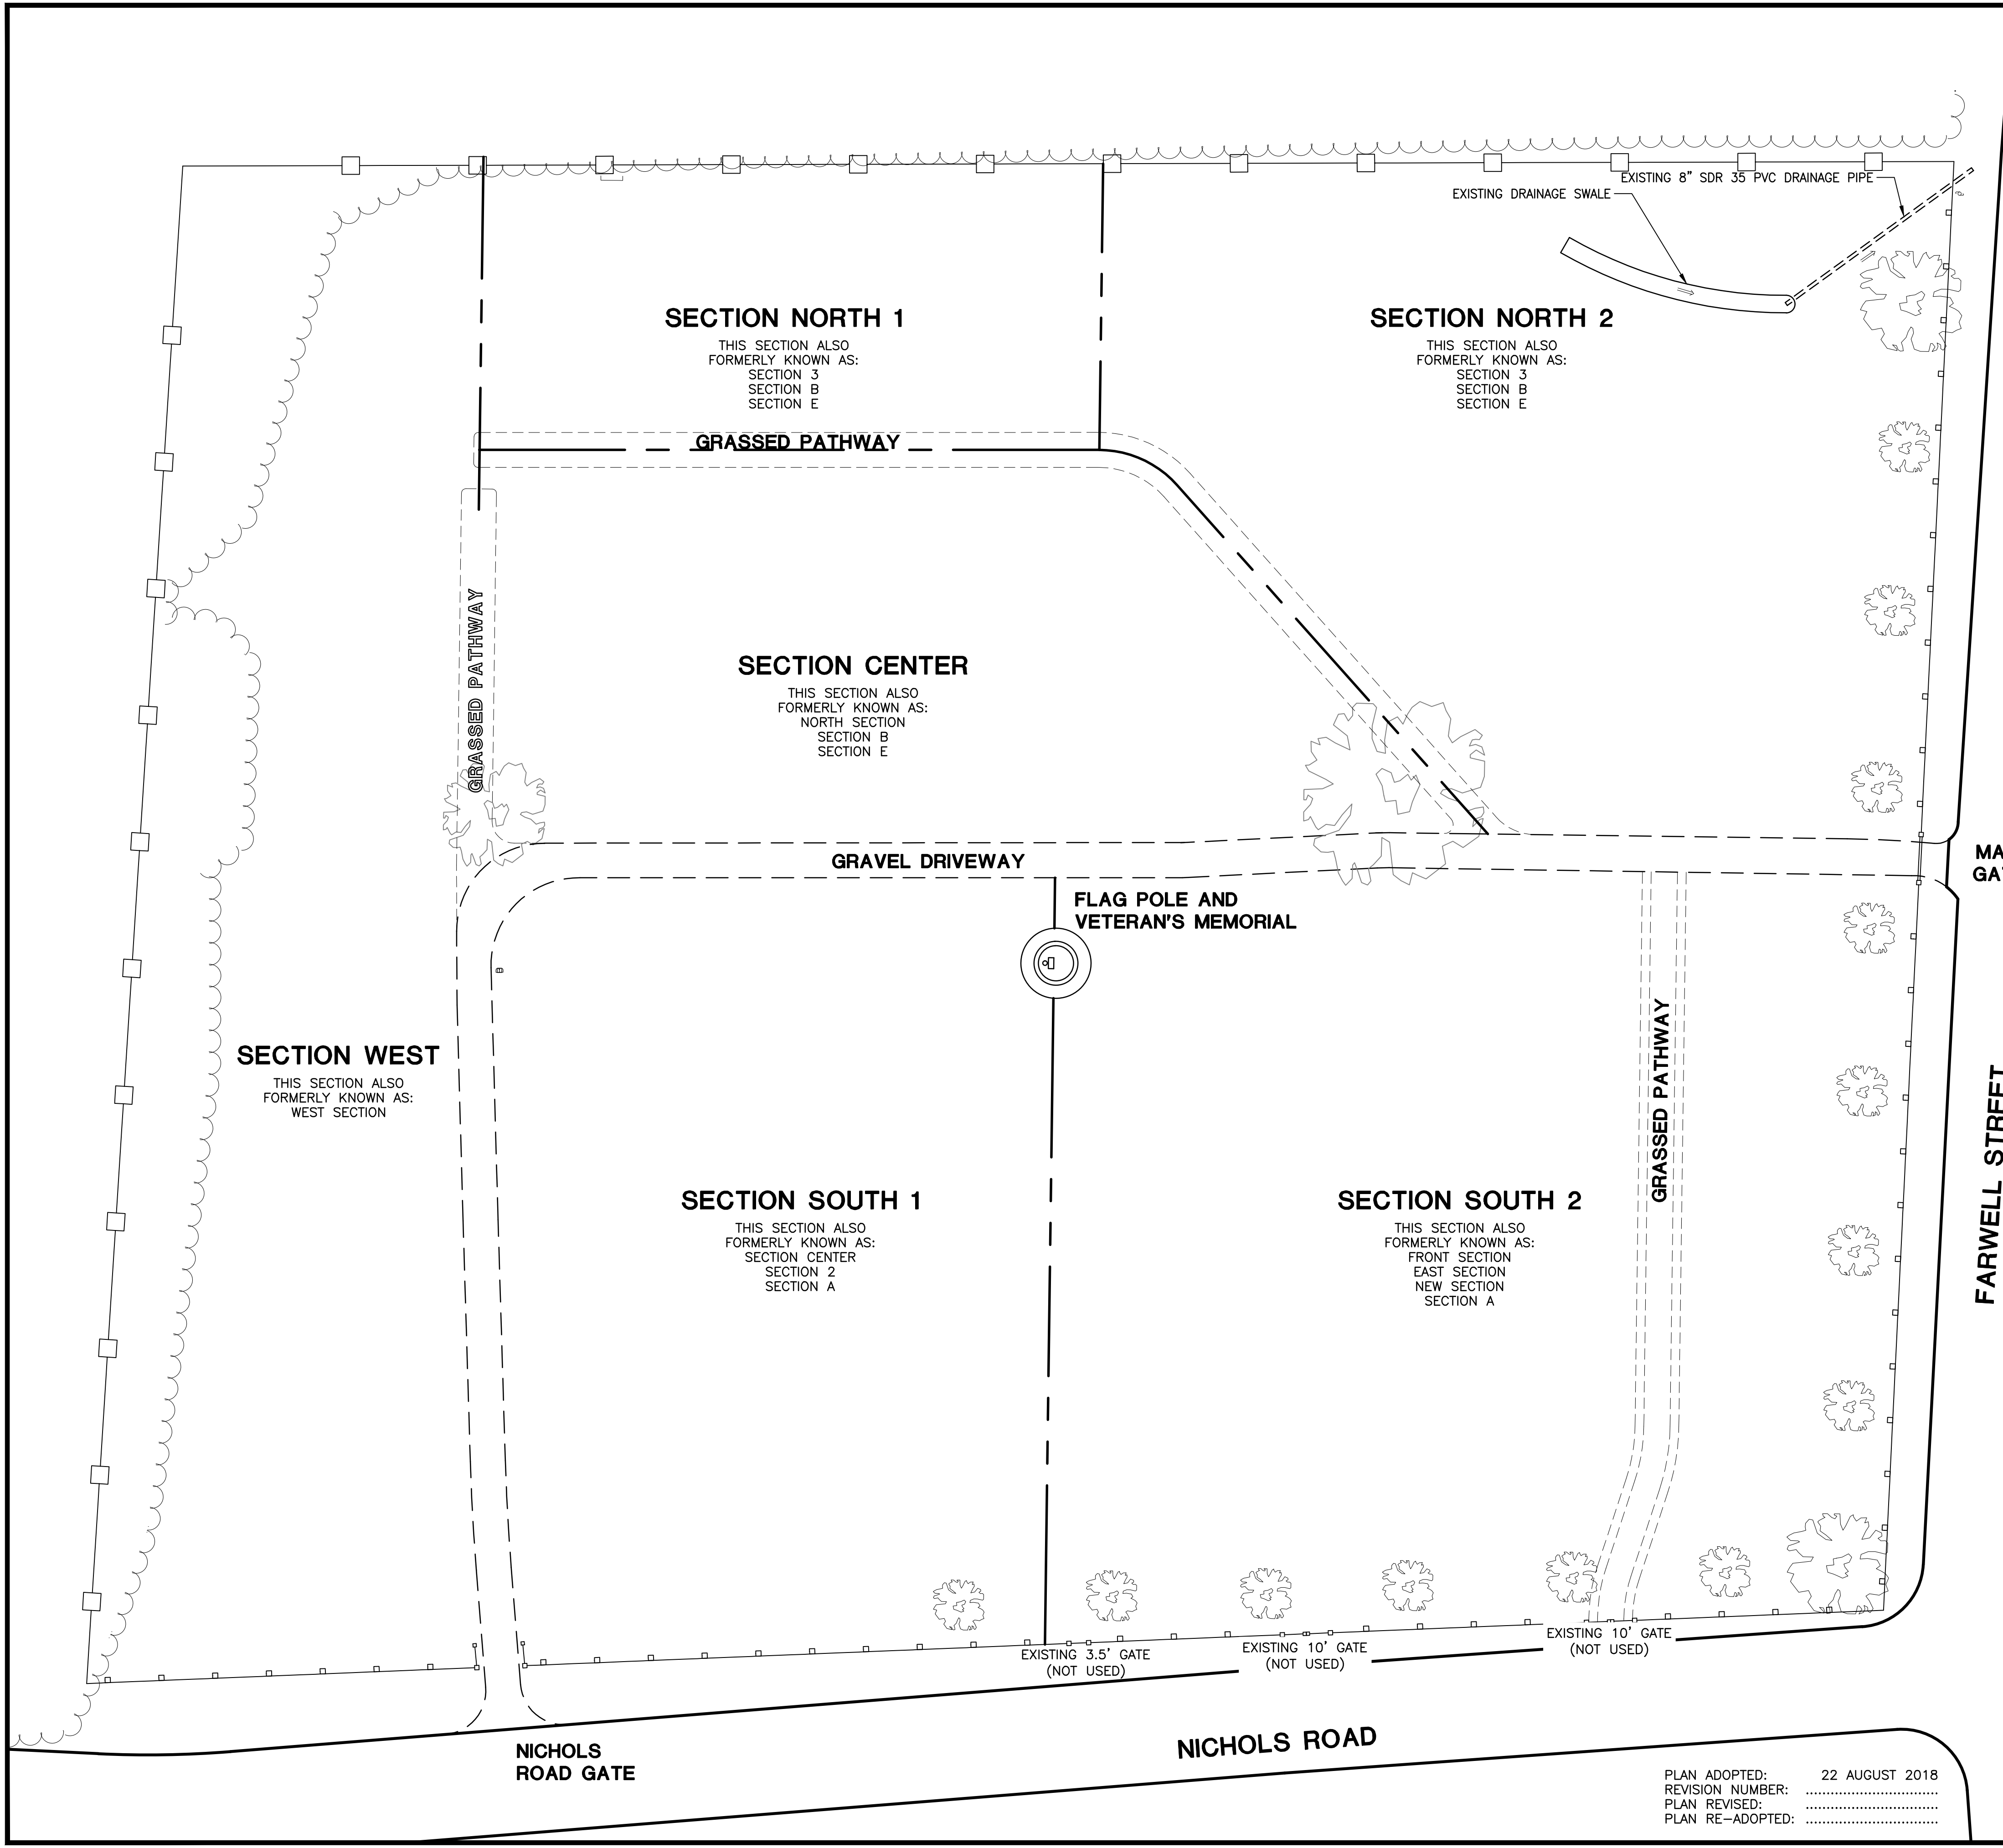 EXISTING 8" SDR 35 PVC DRAINAGE PIPE
EXISTING DRAINAGE SWALE
SECTION NORTH 1
THIS SECTION ALSO
FORMERLY KNOWN AS:
SECTION 3
SECTION B
SECTION E
SECTION NORTH 2
THIS SECTION ALSO
FORMERLY KNOWN AS:
SECTION 3
SECTION B
SECTION E
GRASSED PATHWAY
GRASSED PATHWAY
SECTION CENTER
THIS SECTION ALSO
FORMERLY KNOWN AS:
NORTH SECTION
SECTION B
SECTION E
GRAVEL DRIVEWAY
MA
GA
FLAG POLE AND
VETERAN'S MEMORIAL
GRASSED PATHWAY
FARWELL STREET
SECTION WEST
THIS SECTION ALSO
FORMERLY KNOWN AS:
WEST SECTION
SECTION SOUTH 1
THIS SECTION ALSO
FORMERLY KNOWN AS:
SECTION CENTER
SECTION 2
SECTION A
SECTION SOUTH 2
THIS SECTION ALSO
FORMERLY KNOWN AS:
FRONT SECTION
EAST SECTION
NEW SECTION
SECTION A
EXISTING 3.5' GATE
(NOT USED)
EXISTING 10' GATE
(NOT USED)
EXISTING 10' GATE
(NOT USED)
NICHOLS
ROAD GATE
NICHOLS ROAD
PLAN ADOPTED: 22 AUGUST 2018
REVISION NUMBER: ................................
PLAN REVISED: ................................
PLAN RE-ADOPTED: ................................